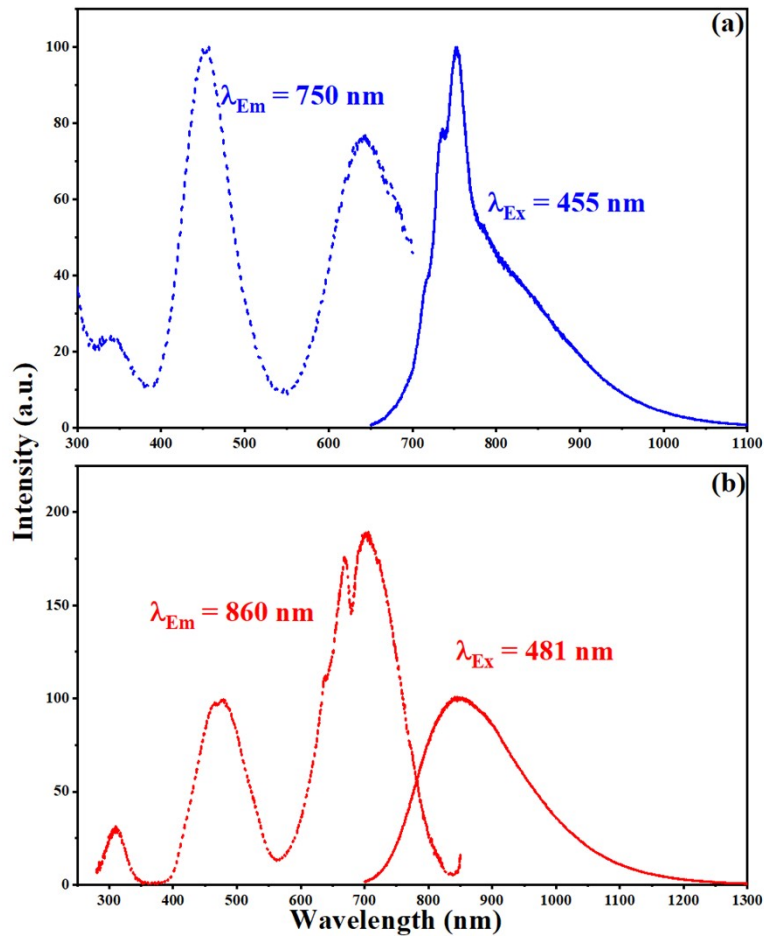 (a)
100
80
60
40
20
0
λEm = 750 nm
λEx = 455 nm
300 400 500 600 700 800 900 1000 1100
Intensity (a.u.)
(b)
200
150
100
50
0
λEm = 860 nm
λEx = 481 nm
300 400 500 600 700 800 900 1000 1100 1200 1300
Wavelength (nm)